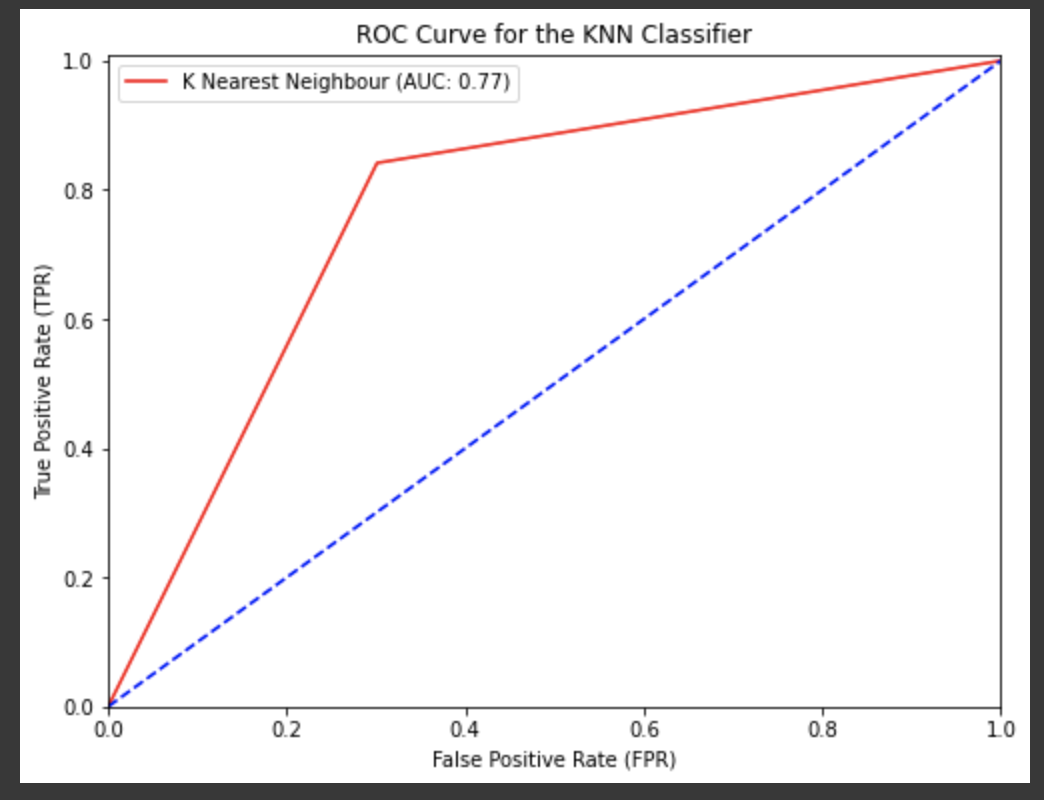 ROC Curve for the KNN Classifier
K Nearest Neighbour (AUC: 0.77)
1.0
0.8
0.6
0.4
0.2
0.0
True Positive Rate (TPR)
0.0 0.2 0.4 0.6 0.8 1.0
False Positive Rate (FPR)